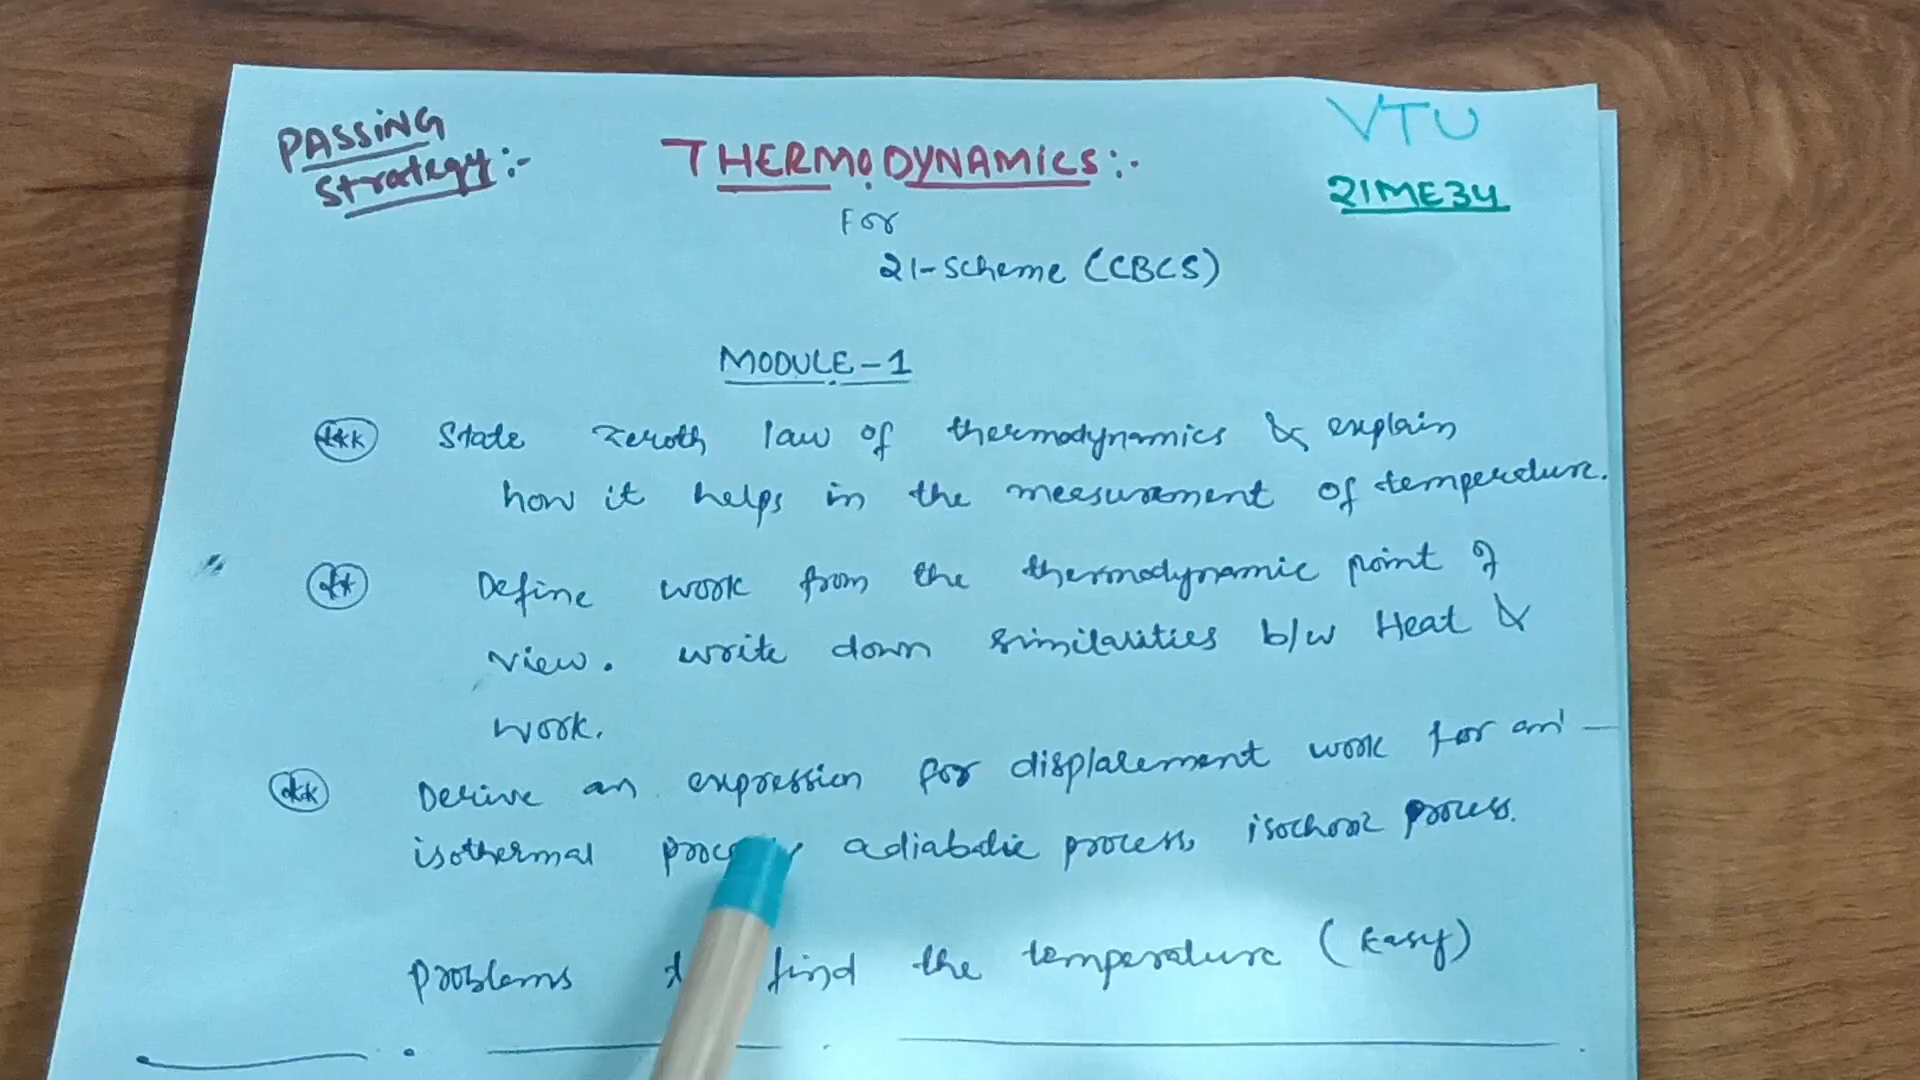 PASSING
Strategy:-
THERMODYNAMICS:-
VTU
21ME34
For
21-Scheme (CBCS)
MODULE-1
*** State zeroth law of thermodynamics & explain
how it helps in the measurement of temperature.
** Define work from the thermodynamic point of
view. write down similarities b/w Heat &
work.
** Derive an expression for displacement work for an
isothermal adiabatic process, isochoric process.
problems find the temperature (Easy)